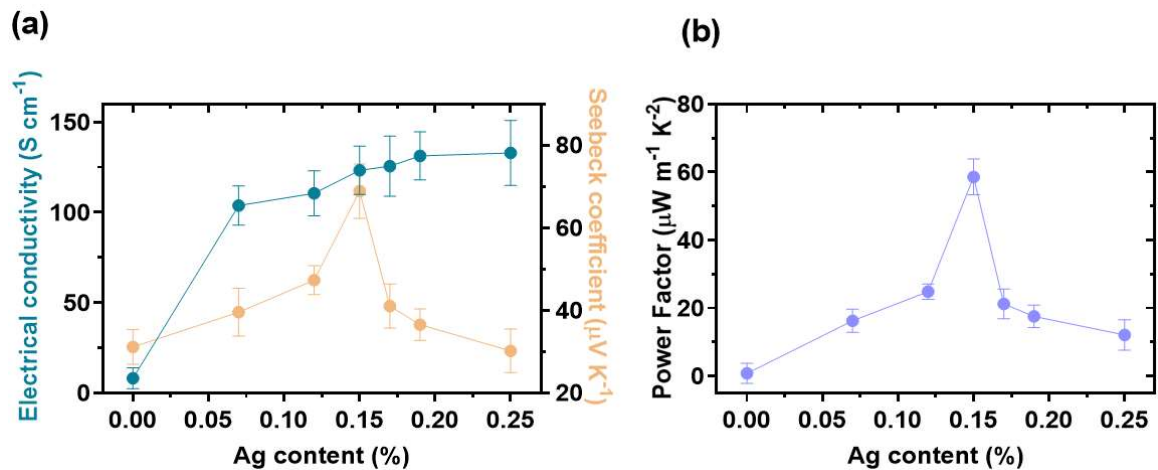 (a)
Electrical conductivity (S cm⁻¹)
150
100
50
0
80
60
40
20
Seebeck coefficient (μV K⁻¹)
0.00 0.05 0.10 0.15 0.20 0.25
Ag content (%)
(b)
Power Factor (μW m⁻¹ K⁻²)
80
60
40
20
0
0.00 0.05 0.10 0.15 0.20 0.25
Ag content (%)